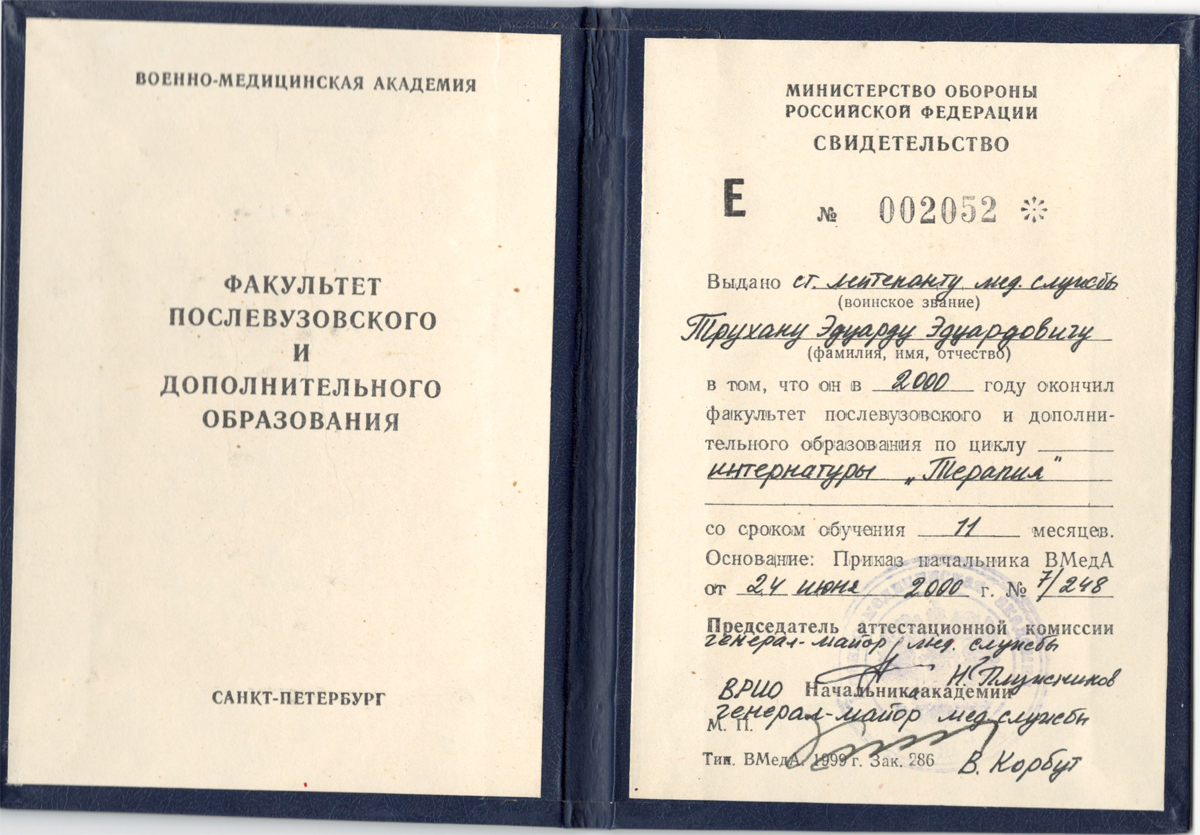 ВОЕННО-МЕДИЦИНСКАЯ АКАДЕМИЯ
ФАКУЛЬТЕТ
ПОСЛЕВУЗОВСКОГО
И
ДОПОЛНИТЕЛЬНОГО
ОБРАЗОВАНИЯ
САНКТ-ПЕТЕРБУРГ
МИНИСТЕРСТВО ОБОРОНЫ
РОССИЙСКОЙ ФЕДЕРАЦИИ
СВИДЕТЕЛЬСТВО
Е № 002052
Выдано ст. лейтенанту мед. службы
(воинское звание)
Трухану Эдуарду Эдуардовичу
(фамилия, имя, отчество)
в том, что он в 2000 году окончил
факультет послевузовского и дополни-
тельного образования по циклу
интернатуры „Терапия"
со сроком обучения 11 месяцев.
Основание: Приказ начальника ВМедА
от 24 июня 2000 г. № 7/248
Председатель аттестационной комиссии
генерал-майор мед. службы
Н. Плужников
ВРИО Начальник академии
генерал-майор мед службы
М. П.
В. Корбут
Тип. ВМедА. 1999 г. Зак. 286